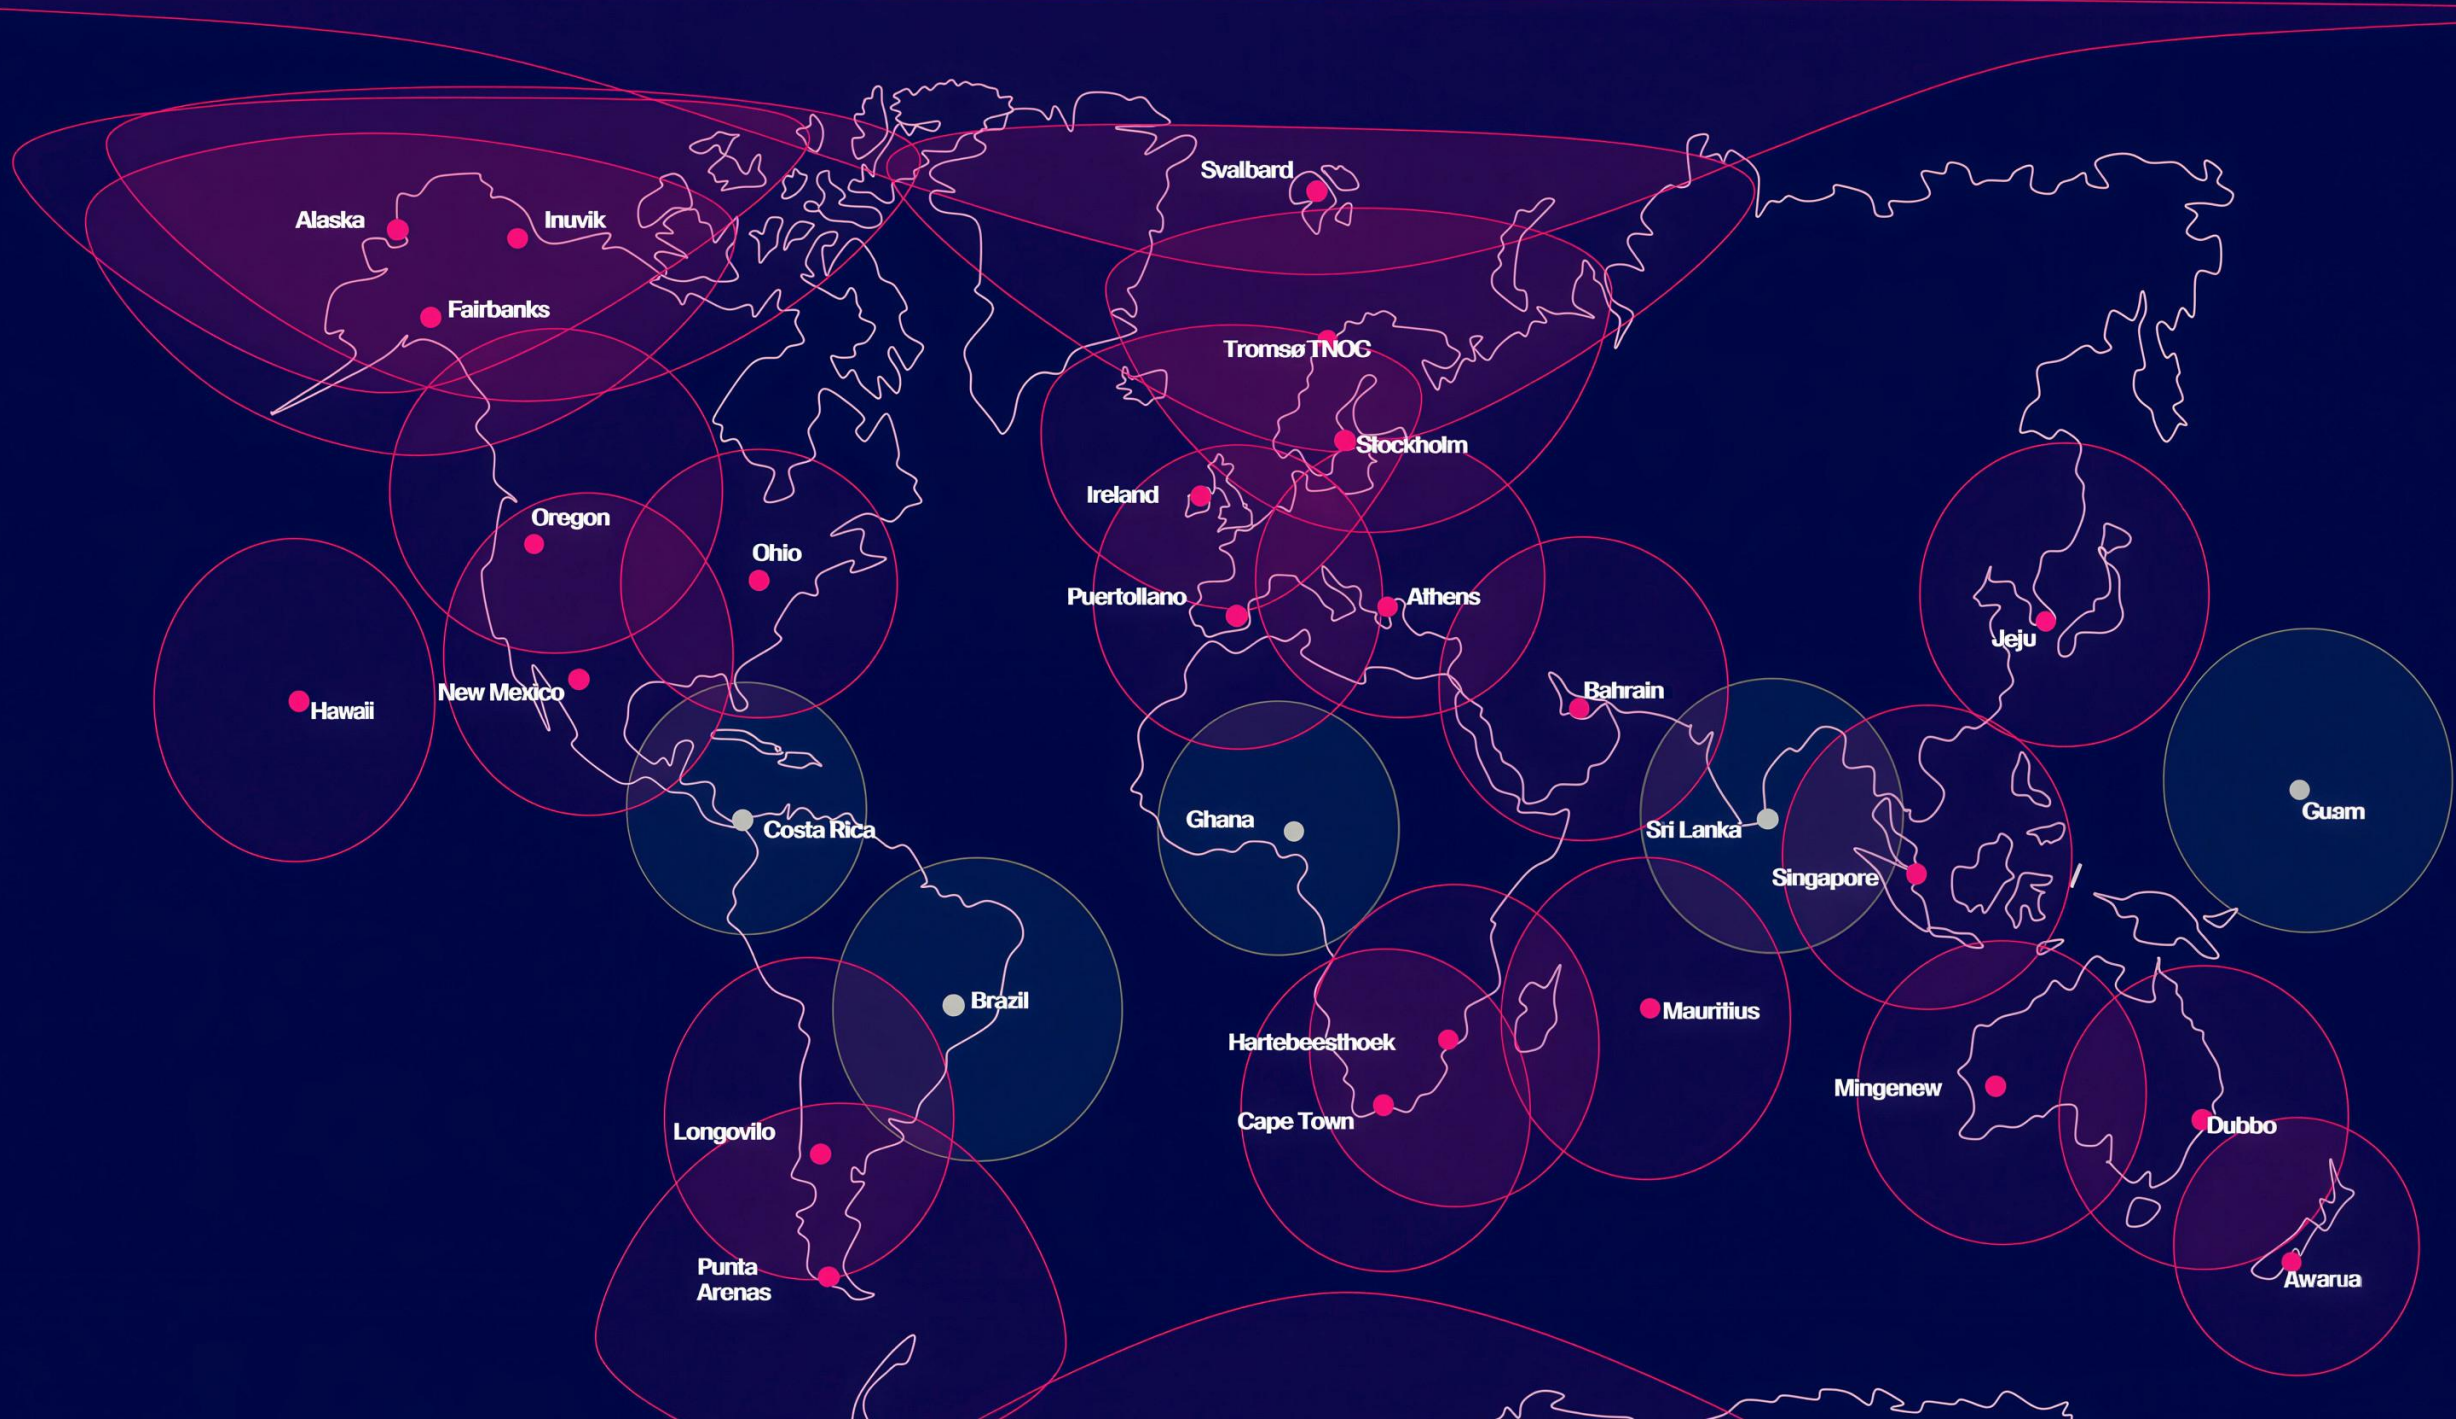 Svalbard
Alaska
Inuvik
Fairbanks
Tromsø TNOC
Stockholm
Ireland
Oregon
Ohio
Puertollano
Athens
Jeju
New Mexico
Hawaii
Bahrain
Guam
Costa Rica
Ghana
Sri Lanka
Singapore
Brazil
Mauritius
Hartebeesthoek
Mingenew
Cape Town
Dubbo
Longovilo
Punta
Arenas
Awarua